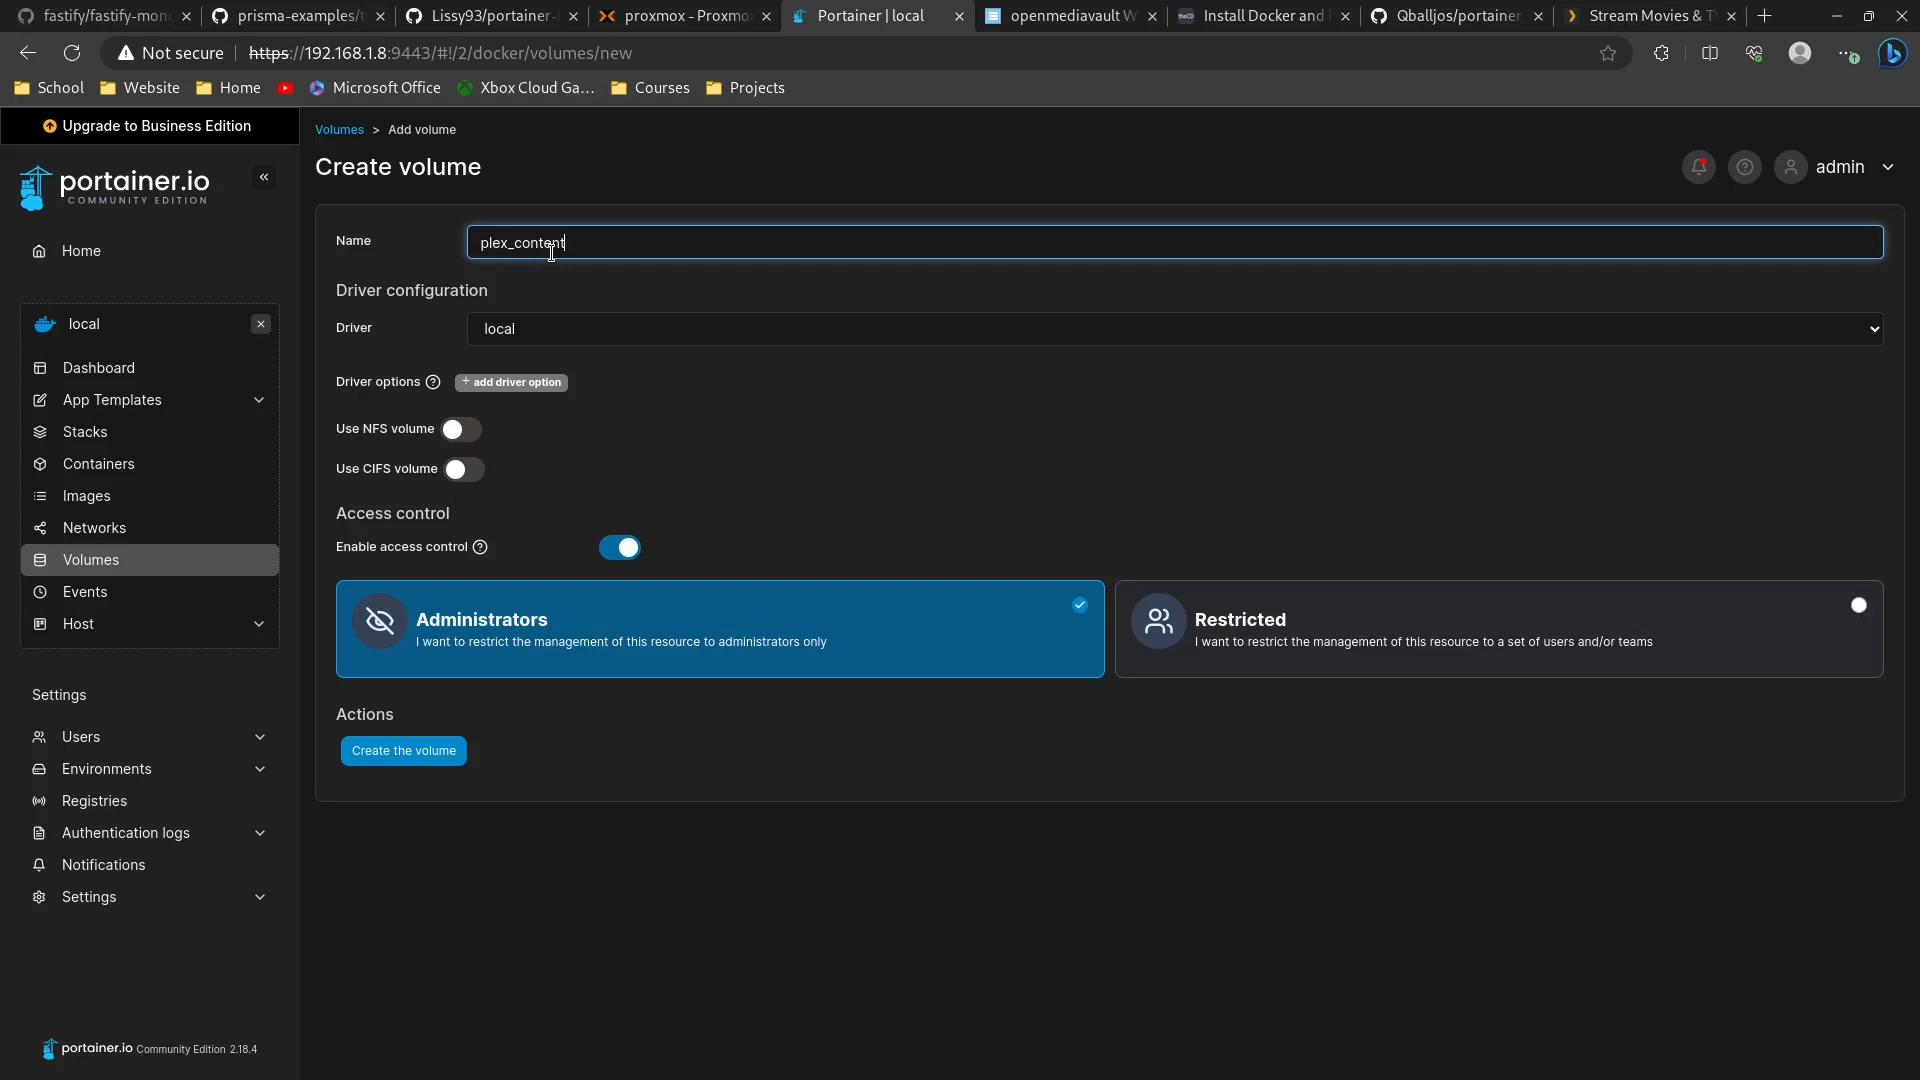 fastify/fastify-mon
prisma-examples/t
Lissy93/portainer-
proxmox - Proxmo
Portainer | local
openmediavault W
Install Docker and
Qballjos/portainer
Stream Movies & T
Not secure
https://192.168.1.8:9443/#!/2/docker/volumes/new
School
Website
Home
Microsoft Office
Xbox Cloud Ga...
Courses
Projects
Upgrade to Business Edition
portainer.io
COMMUNITY EDITION
Home
local
Dashboard
App Templates
Stacks
Containers
Images
Networks
Volumes
Events
Host
Settings
Users
Environments
Registries
Authentication logs
Notifications
Settings
portainer.io Community Edition 2.18.4
Volumes > Add volume
Create volume
admin
Name
plex_content
Driver configuration
Driver
local
Driver options
+ add driver option
Use NFS volume
Use CIFS volume
Access control
Enable access control
Administrators
I want to restrict the management of this resource to administrators only
Restricted
I want to restrict the management of this resource to a set of users and/or teams
Actions
Create the volume